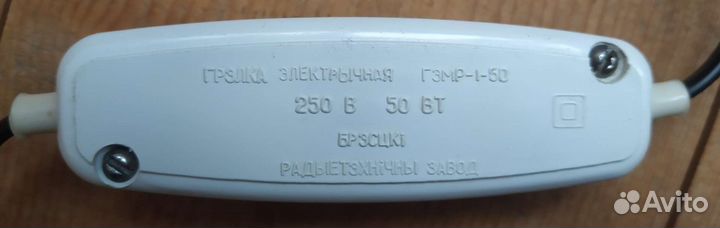 ГРЭЛКА ЭЛЕКТРЫЧНАЯ ГЭМР-1-50
250 В 50 ВТ
БРЭСЦКІ
РАДЫЕТЭХНІЧНЫ ЗАВОД
Avito